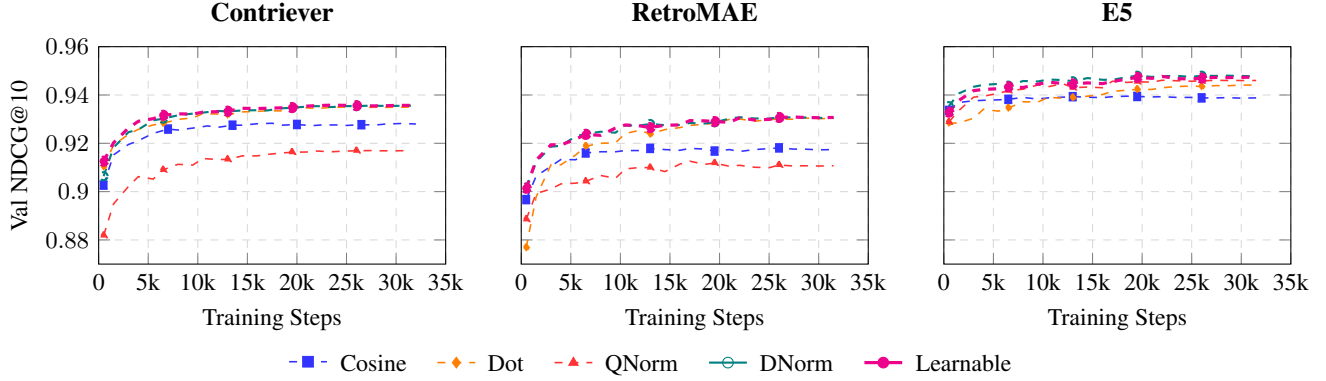 Contriever RetroMAE E5
Val NDCG@10
0.96
0.94
0.92
0.9
0.88
0 5k 10k 15k 20k 25k 30k 35k
0 5k 10k 15k 20k 25k 30k 35k
0 5k 10k 15k 20k 25k 30k 35k
Training Steps Training Steps Training Steps
Cosine Dot QNorm DNorm Learnable